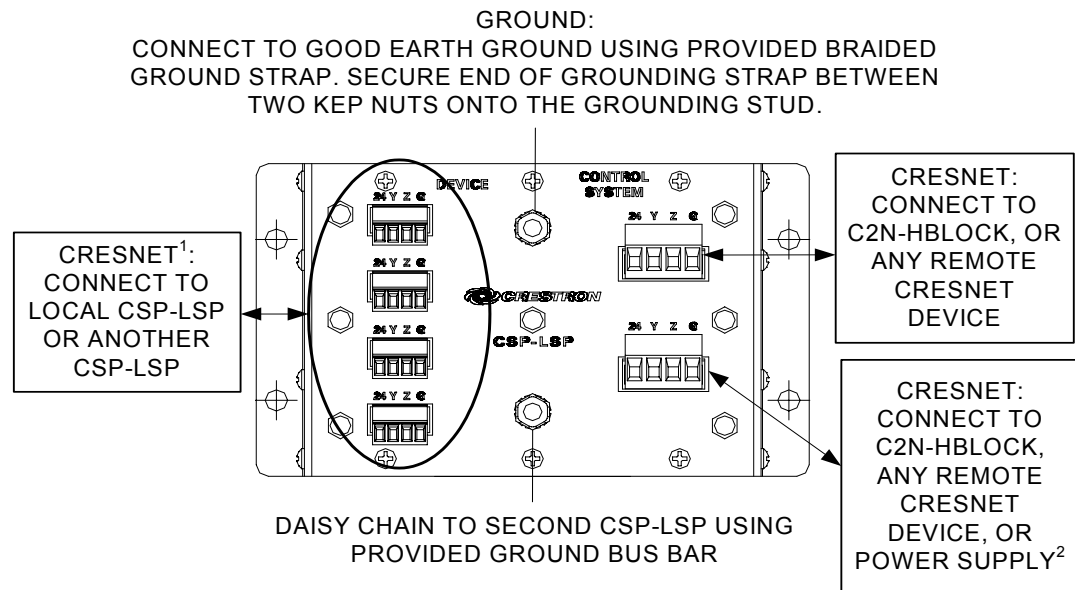 GROUND:
CONNECT TO GOOD EARTH GROUND USING PROVIDED BRAIDED
GROUND STRAP. SECURE END OF GROUNDING STRAP BETWEEN
TWO KEP NUTS ONTO THE GROUNDING STUD.
CRESNET¹:
CONNECT TO
LOCAL CSP-LSP
OR ANOTHER
CSP-LSP
DEVICE
24 Y Z G
24 Y Z G
24 Y Z G
24 Y Z G
CRESTRON
CSP-LSP
CONTROL
SYSTEM
24 Y Z G
24 Y Z G
CRESNET:
CONNECT TO
C2N-HBLOCK, OR
ANY REMOTE
CRESNET
DEVICE
CRESNET:
CONNECT TO
C2N-HBLOCK,
ANY REMOTE
CRESNET
DEVICE, OR
POWER SUPPLY²
DAISY CHAIN TO SECOND CSP-LSP USING
PROVIDED GROUND BUS BAR